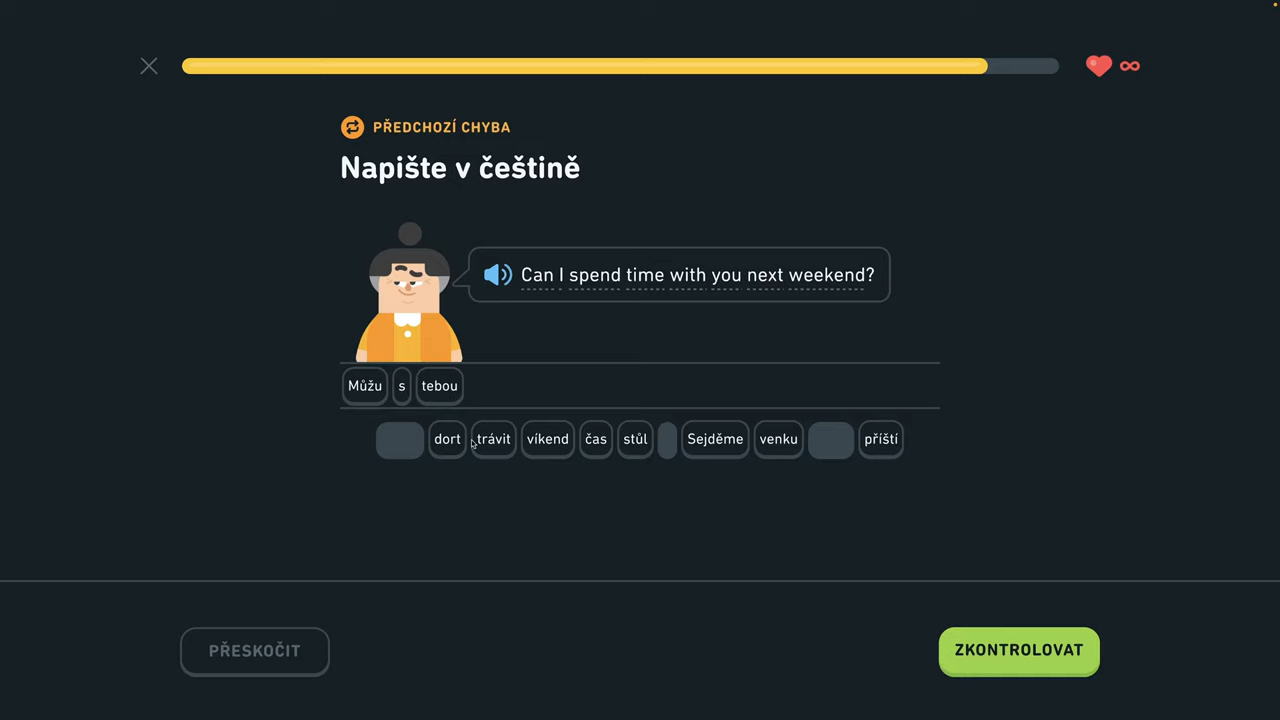 PŘEDCHOZÍ CHYBA
Napište v češtině
Can I spend time with you next weekend?
Můžu s tebou
dort trávit víkend čas stůl Sejděme venku příští
PŘESKOČIT ZKONTROLOVAT